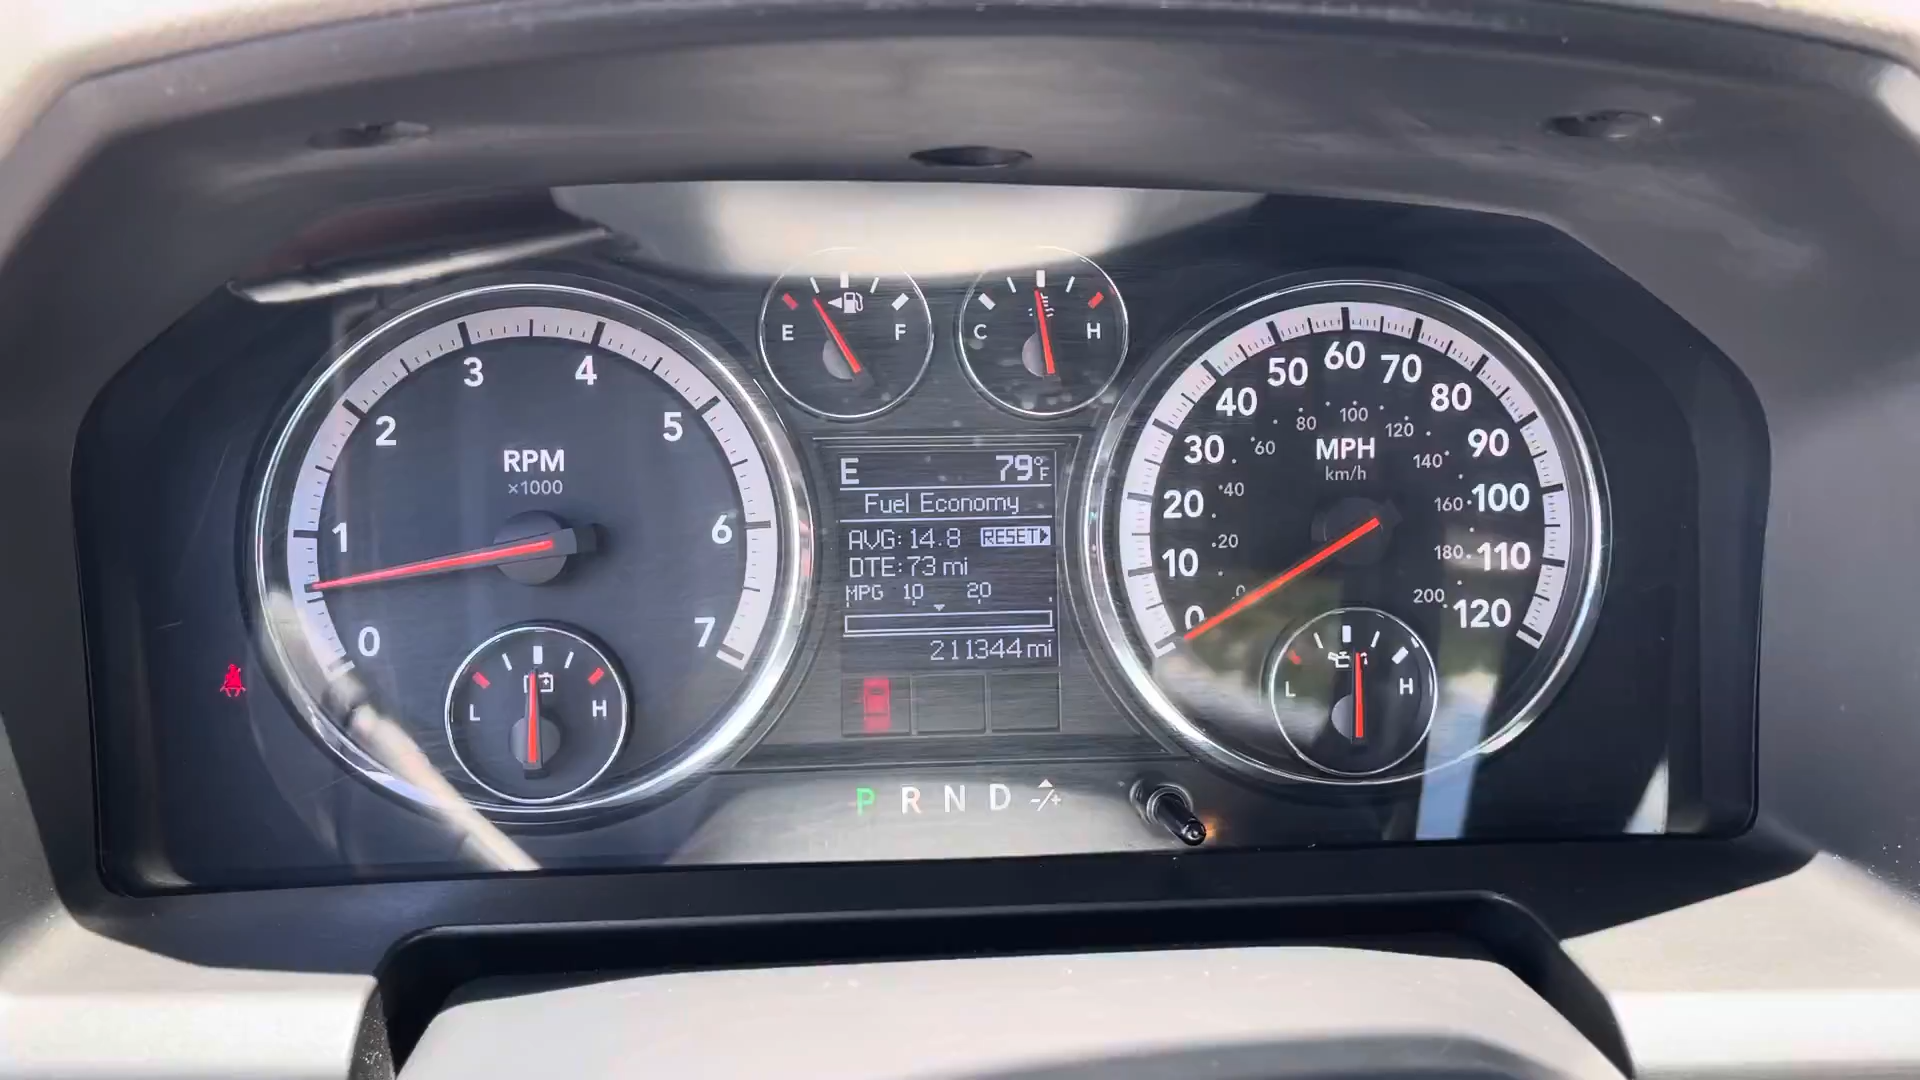 RPM
×1000
0
1
2
3
4
5
6
7
L H
E F
C H
E 79°F
Fuel Economy
AVG: 14.8 RESET
DTE: 73 mi
MPG 10 20
211344 mi
P R N D -/+
MPH
km/h
0
10
20
30
40
50
60
70
80
90
100
110
120
0
20
40
60
80
100
120
140
160
180
200
L H